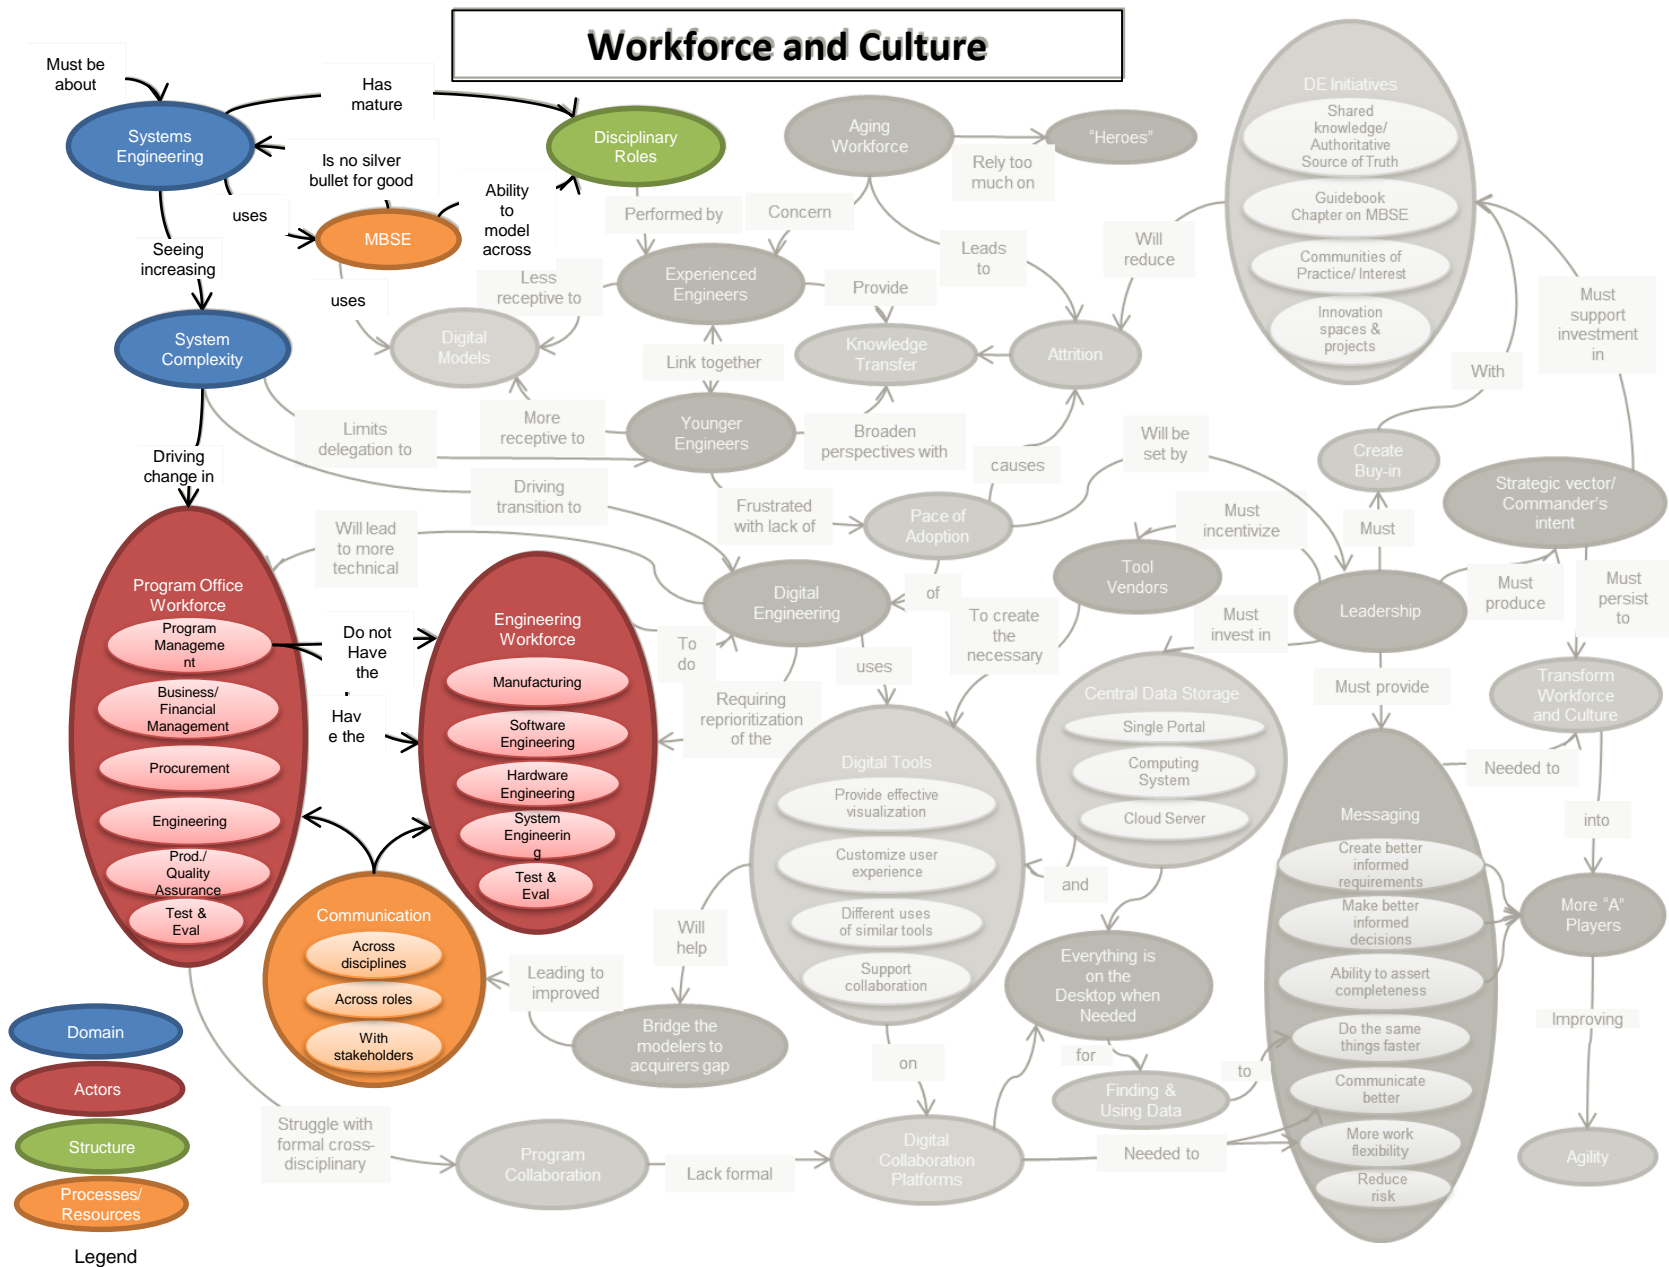 Workforce and Culture
Must be
about
Has
mature
Systems
Engineering
Disciplinary
Roles
Is no silver
bullet for good
Ability
to
model
across
uses
MBSE
Seeing
increasing
uses
System
Complexity
Driving
change in
Aging
Workforce
"Heroes"
Rely too
much on
Performed by
Concern
Experienced
Engineers
Less
receptive to
Provide
Leads
to
Will
reduce
Digital
Models
Link together
Knowledge
Transfer
Attrition
More
receptive to
Younger
Engineers
Broaden
perspectives with
Limits
delegation to
Driving
transition to
causes
Will be
set by
Frustrated
with lack of
Pace of
Adoption
of
DE Initiatives
Shared
knowledge/
Authoritative
Source of Truth
Guidebook
Chapter on MBSE
Communities of
Practice/ Interest
Innovation
spaces &
projects
With
Must
support
investment
in
Create
Buy-in
Must
Strategic vector/
Commander's
intent
Must
incentivize
Tool
Vendors
Leadership
Must
produce
Must
persist
to
Must
invest in
To create
the
necessary
Must provide
Transform
Workforce
and Culture
Needed to
into
More "A"
Players
Improving
Agility
Will lead
to more
technical
Program Office
Workforce
Program
Manageme
nt
Business/
Financial
Management
Procurement
Engineering
Prod./
Quality
Assurance
Test &
Eval
Do not
Have
the
Hav
e the
Engineering
Workforce
Manufacturing
Software
Engineering
Hardware
Engineering
System
Engineerin
g
Test &
Eval
Digital
Engineering
To
do
uses
Requiring
reprioritization
of the
Digital Tools
Provide effective
visualization
Customize user
experience
Different uses
of similar tools
Support
collaboration
Central Data Storage
Single Portal
Computing
System
Cloud Server
and
Messaging
Create better
informed
requirements
Make better
informed
decisions
Ability to assert
completeness
Do the same
things faster
Communicate
better
More work
flexibility
Reduce
risk
Communication
Across
disciplines
Across roles
With
stakeholders
Leading to
improved
Will
help
Bridge the
modelers to
acquirers gap
Everything is
on the
Desktop when
Needed
for
Finding &
Using Data
to
on
Struggle with
formal cross-
disciplinary
Program
Collaboration
Lack formal
Digital
Collaboration
Platforms
Needed to
Domain
Actors
Structure
Processes/
Resources
Legend